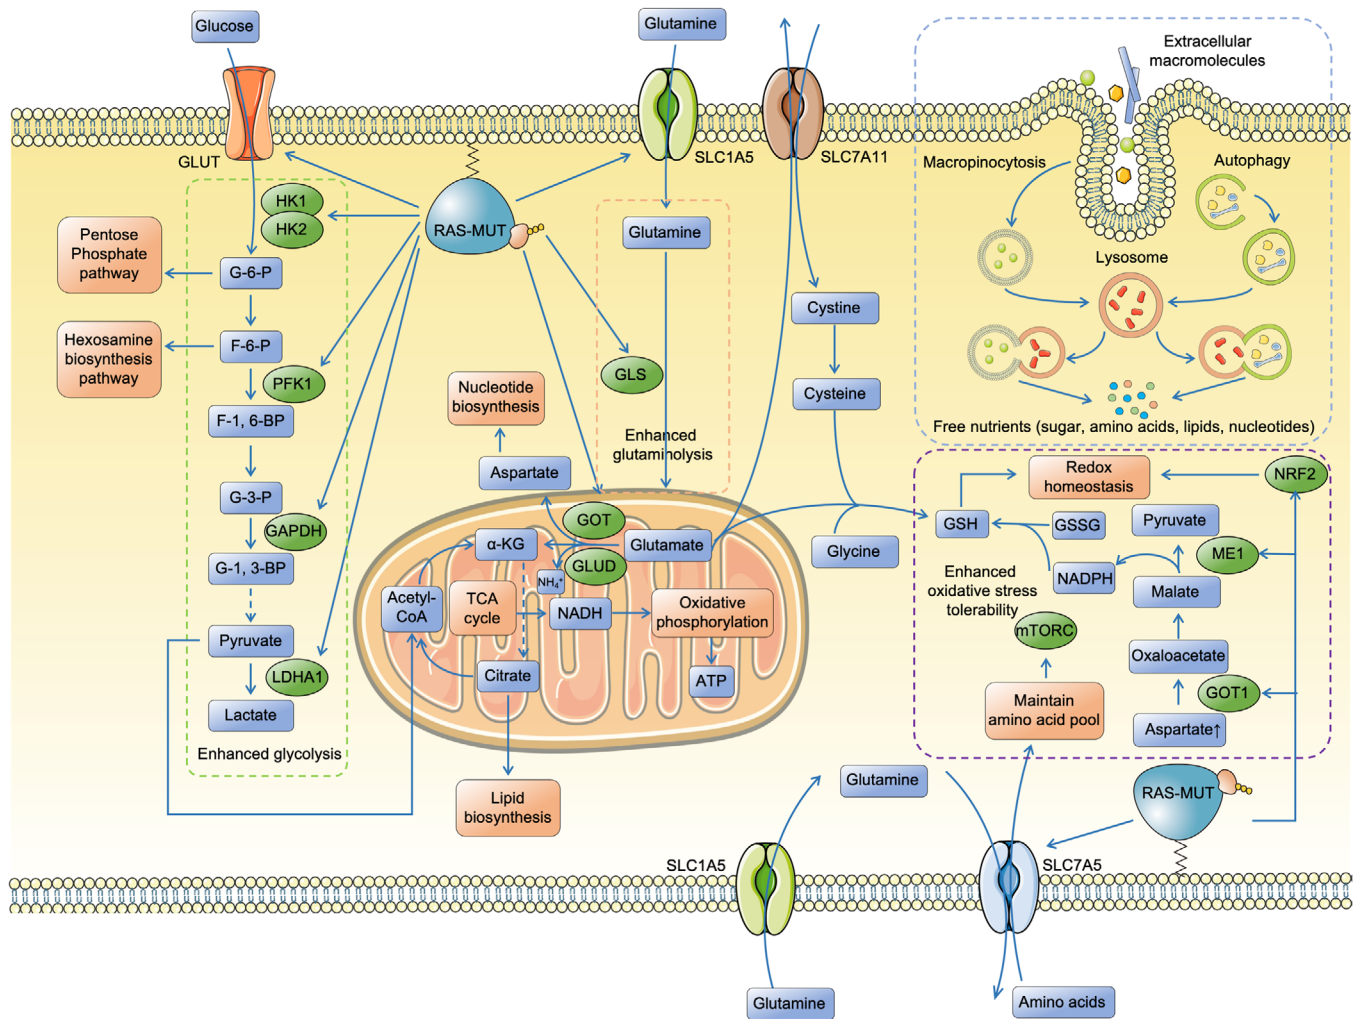 Glucose
Glutamine
Extracellular
macromolecules
GLUT
SLC1A5
SLC7A11
Macropinocytosis
Autophagy
HK1
HK2
RAS-MUT
Glutamine
Pentose
Phosphate
pathway
G-6-P
Lysosome
Cystine
Hexosamine
biosynthesis
pathway
F-6-P
PFK1
GLS
Nucleotide
biosynthesis
Cysteine
F-1, 6-BP
Enhanced
glutaminolysis
Free nutrients (sugar, amino acids, lipids, nucleotides)
Aspartate
Redox
homeostasis
NRF2
G-3-P
GAPDH
GOT
GSH
GSSG
Pyruvate
α-KG
Glutamate
Glycine
ME1
G-1, 3-BP
GLUD
NH₄⁺
Enhanced
oxidative stress
tolerability
NADPH
Malate
Acetyl-
CoA
TCA
cycle
NADH
Oxidative
phosphorylation
mTORC
Pyruvate
Oxaloacetate
LDHA1
Citrate
ATP
GOT1
Maintain
amino acid pool
Lactate
Aspartate↑
Enhanced glycolysis
Glutamine
RAS-MUT
Lipid
biosynthesis
SLC1A5
SLC7A5
Glutamine
Amino acids